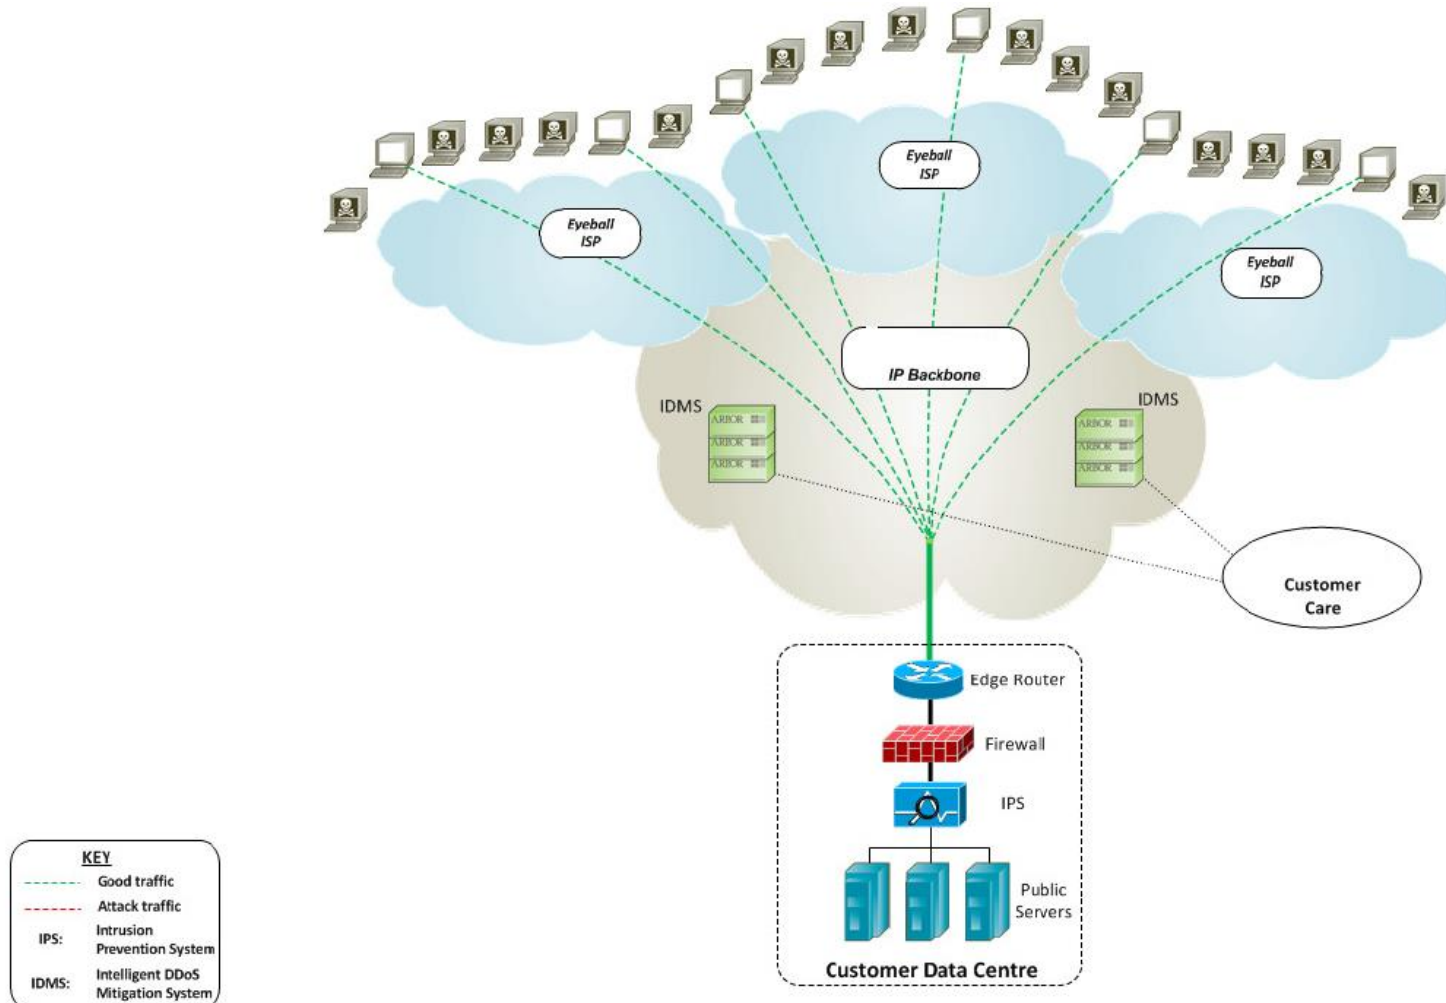 Eyeball
ISP
Eyeball
ISP
Eyeball
ISP
IP Backbone
IDMS
ARBOR
ARBOR
ARBOR
IDMS
ARBOR
ARBOR
ARBOR
Customer
Care
Edge Router
Firewall
IPS
Public
Servers
Customer Data Centre
KEY
Good traffic
Attack traffic
IPS: Intrusion
Prevention System
IDMS: Intelligent DDoS
Mitigation System